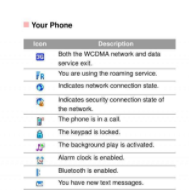 Your Phone
Icon Description
Both the WCDMA network and data
service exit.
You are using the roaming service.
Indicates network connection state.
Indicates security connection state of
the network.
The phone is in a call.
The keypad is locked.
The background play is activated.
Alarm clock is enabled.
Bluetooth is enabled.
You have new text messages.